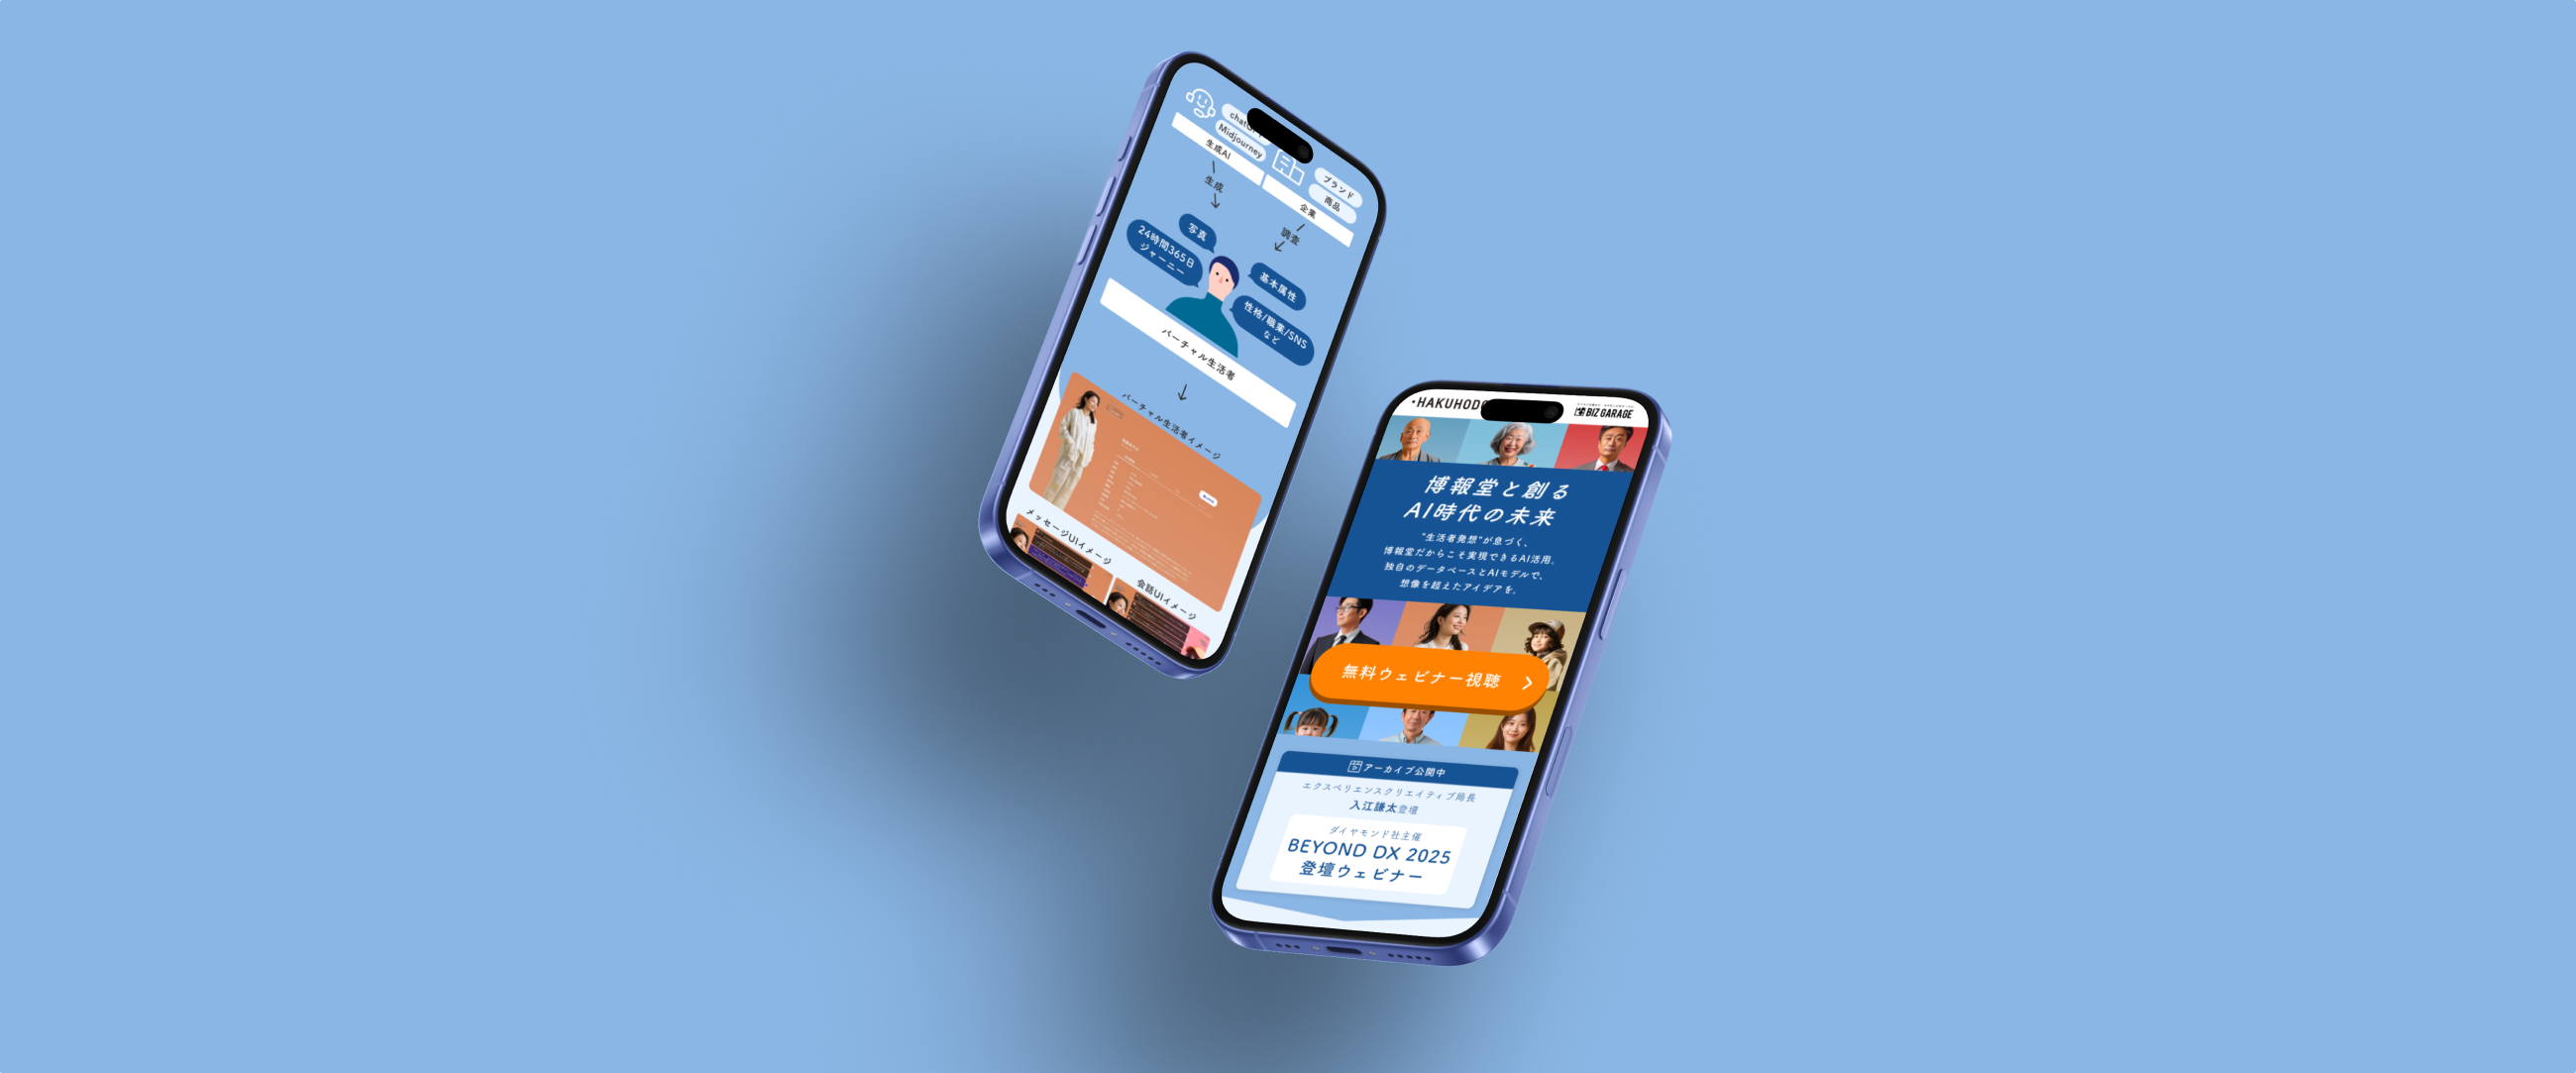 Midjourney
生成AI
生成
ブランド
商品
企業
調査
写真
24時間365日
ジャーニー
基本属性
性格/職業/SNS
など
バーチャル生活者
バーチャル生活者イメージ
メッセージUIイメージ
会話UIイメージ
BIZ GARAGE
博報堂と創る
AI時代の未来
"生活者発想"が息づく、
博報堂だからこそ実現できるAI活用。
独自のデータベースとAIモデルで、
想像を超えたアイデアを。
無料ウェビナー視聴
アーカイブ公開中
エクスペリエンスクリエイティブ局長
入江謙太登壇
ダイヤモンド社主催
BEYOND DX 2025
登壇ウェビナー